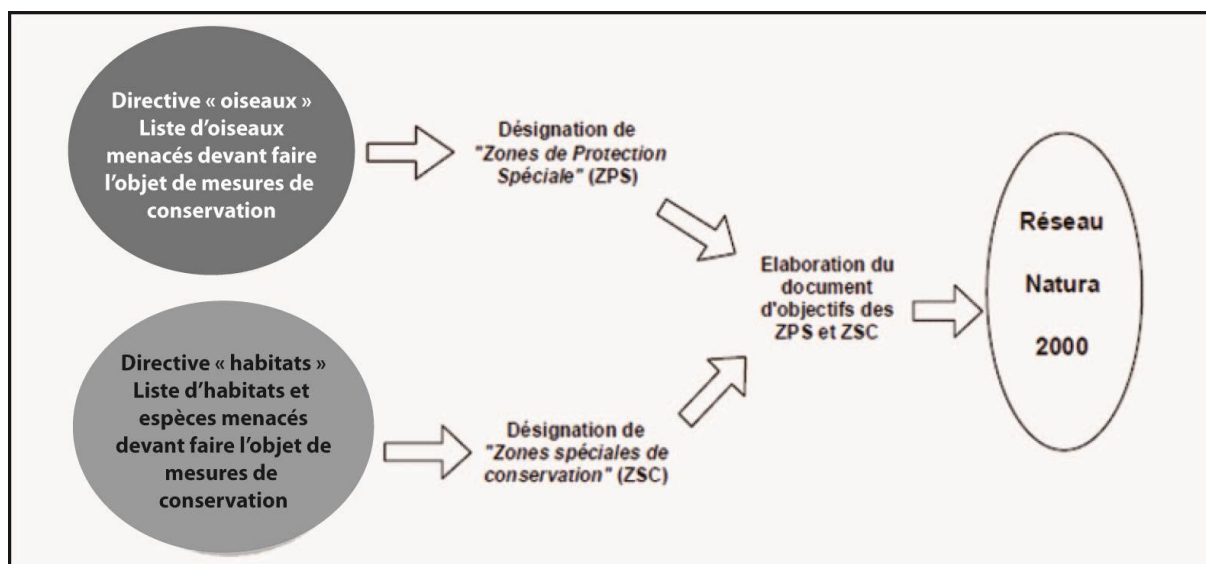 Directive « oiseaux »
Liste d’oiseaux
menacés devant faire
l’objet de mesures de
conservation
Désignation de
"Zones de Protection
Spéciale" (ZPS)
Directive « habitats »
Liste d’habitats et
espèces menacés
devant faire l’objet de
mesures de
conservation
Désignation de
"Zones spéciales de
conservation" (ZSC)
Elaboration du
document
d'objectifs des
ZPS et ZSC
Réseau
Natura
2000